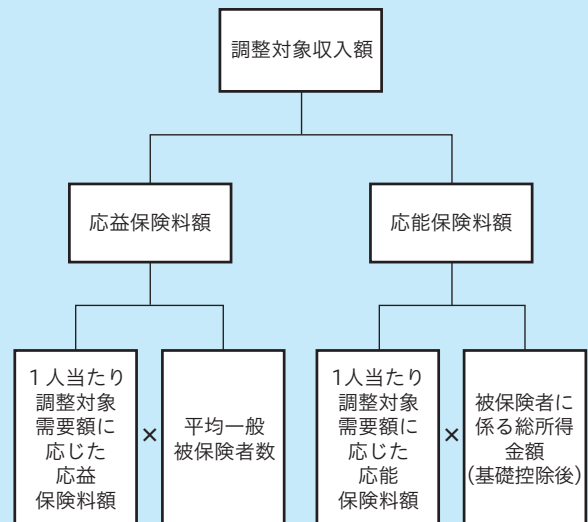 調整対象収入額
応益保険料額
応能保険料額
１人当たり
調整対象
需要額に
応じた
応益
保険料額
×
平均一般
被保険者数
1人当たり
調整対象
需要額に
応じた
応能
保険料額
×
被保険者に
係る総所得
金額
(基礎控除後)